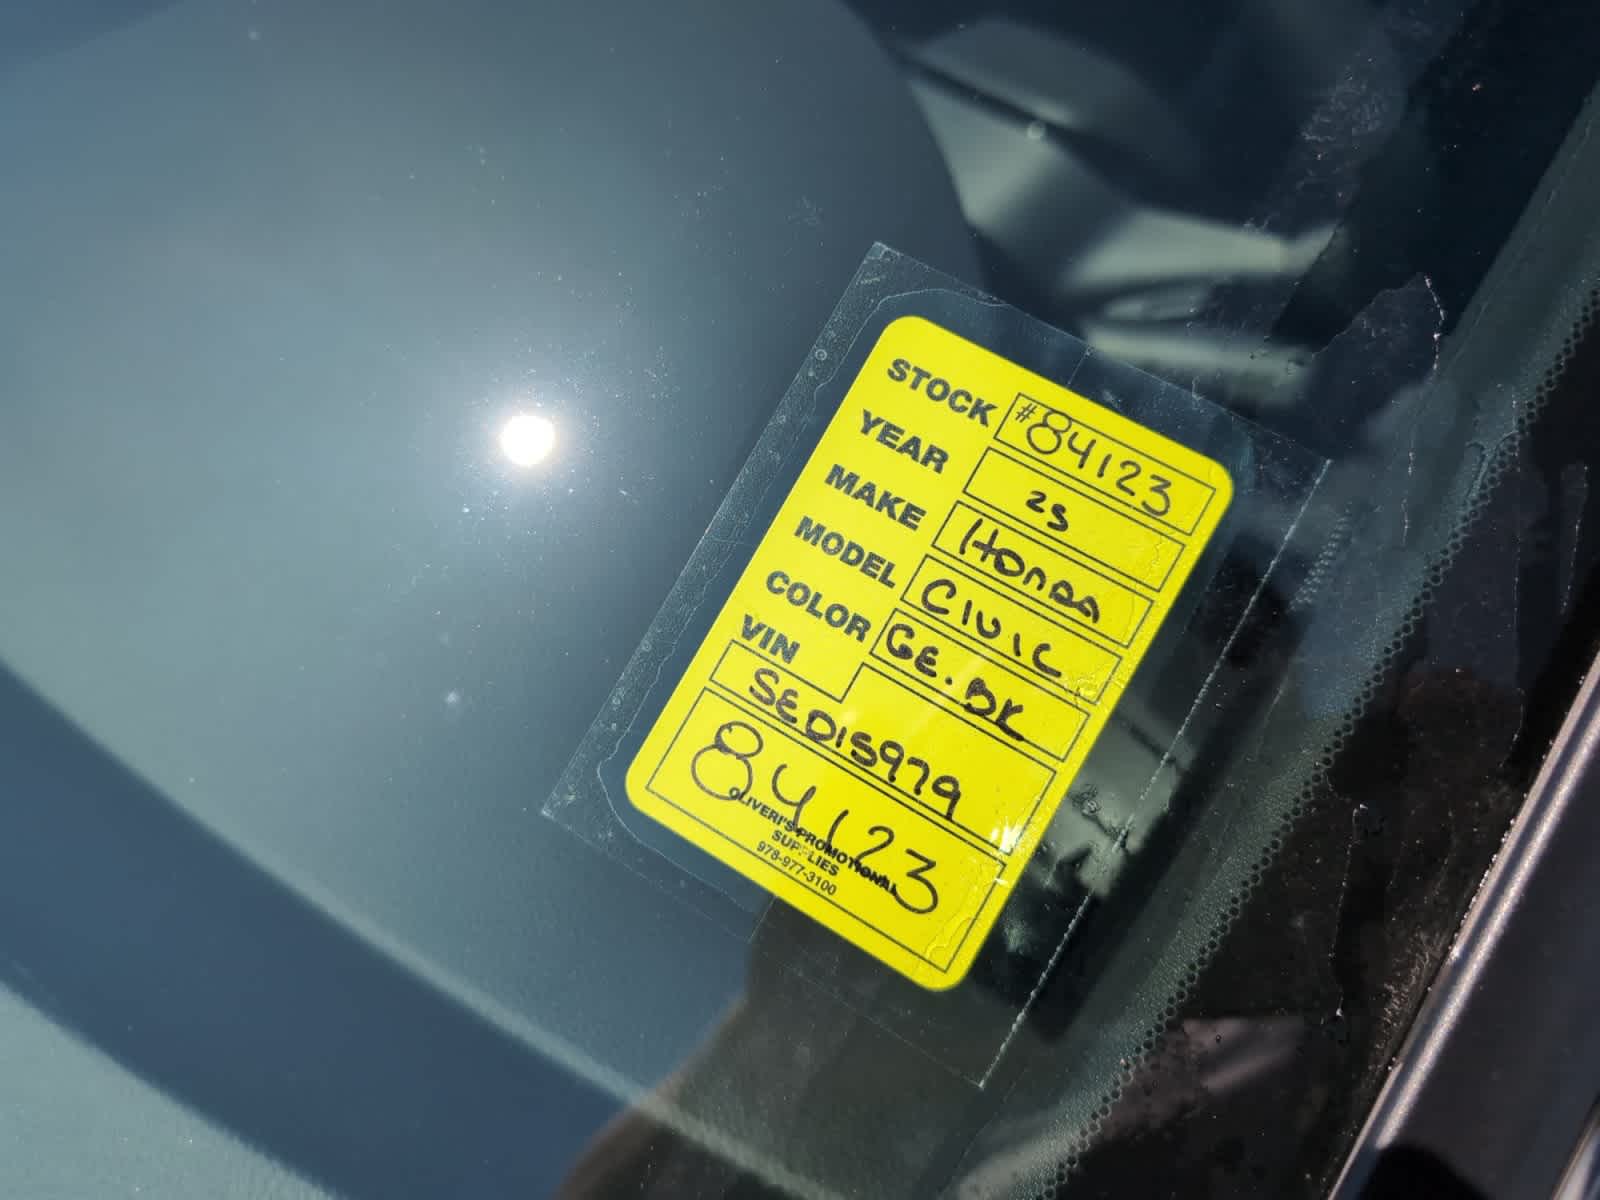 STOCK #84123
YEAR 25
MAKE Honda
MODEL CIVIC
COLOR GE.BK
VIN
SE015979
84123
OLIVERI'S PROMOTIONAL
SUPPLIES
978-977-3100